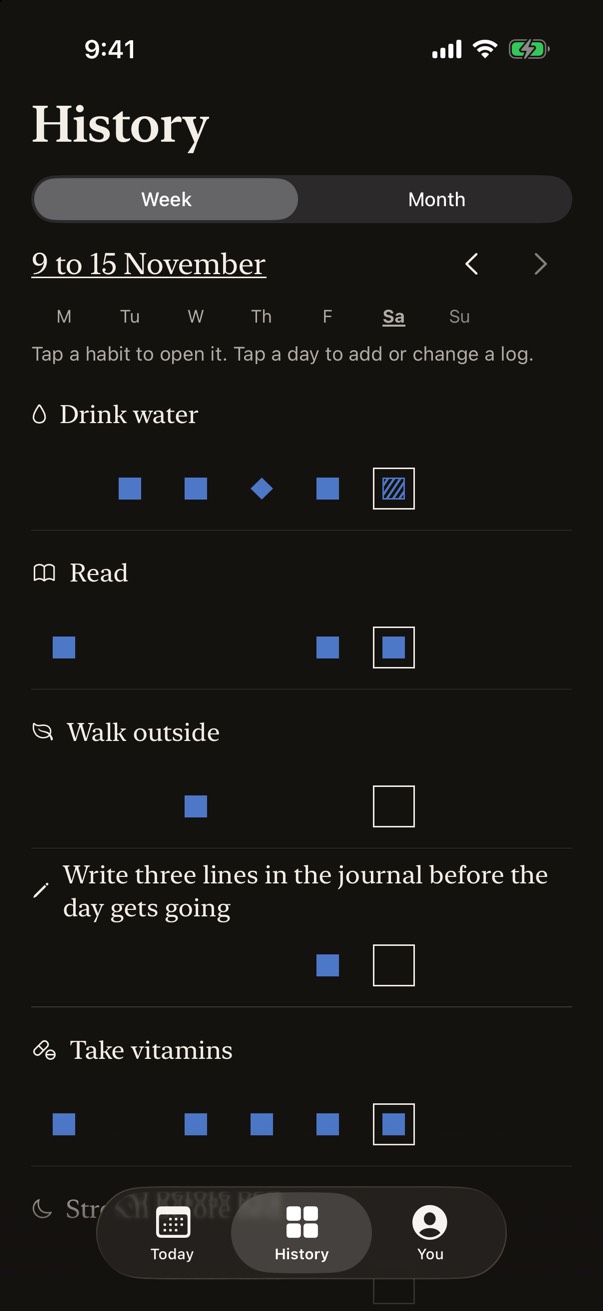 9:41
History
Week
Month
9 to 15 November
M Tu W Th F Sa Su
Tap a habit to open it. Tap a day to add or change a log.
Drink water
Read
Walk outside
Write three lines in the journal before the
day gets going
Take vitamins
Today
History
You